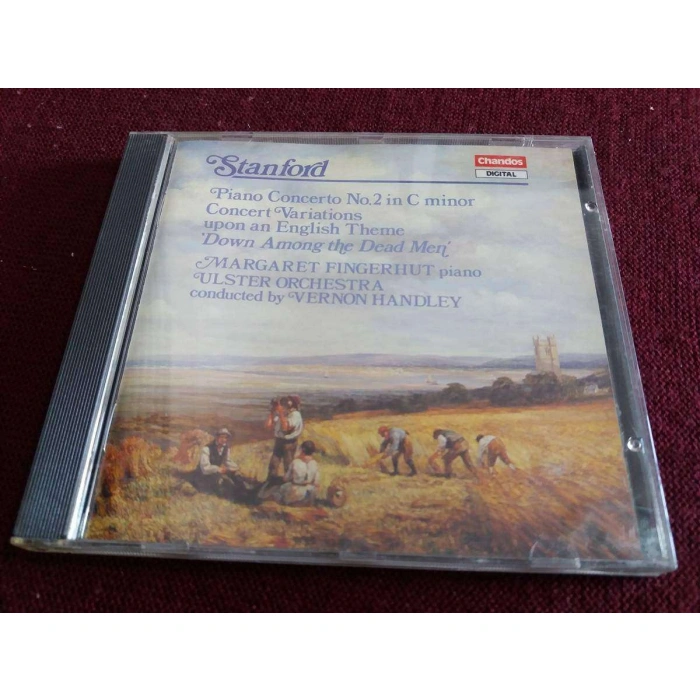 Stanford
Chandos
DIGITAL
Piano Concerto No.2 in C minor
Concert Variations
upon an English Theme
'Down Among the Dead Men'
MARGARET FINGERHUT piano
ULSTER ORCHESTRA
conducted by VERNON HANDLEY